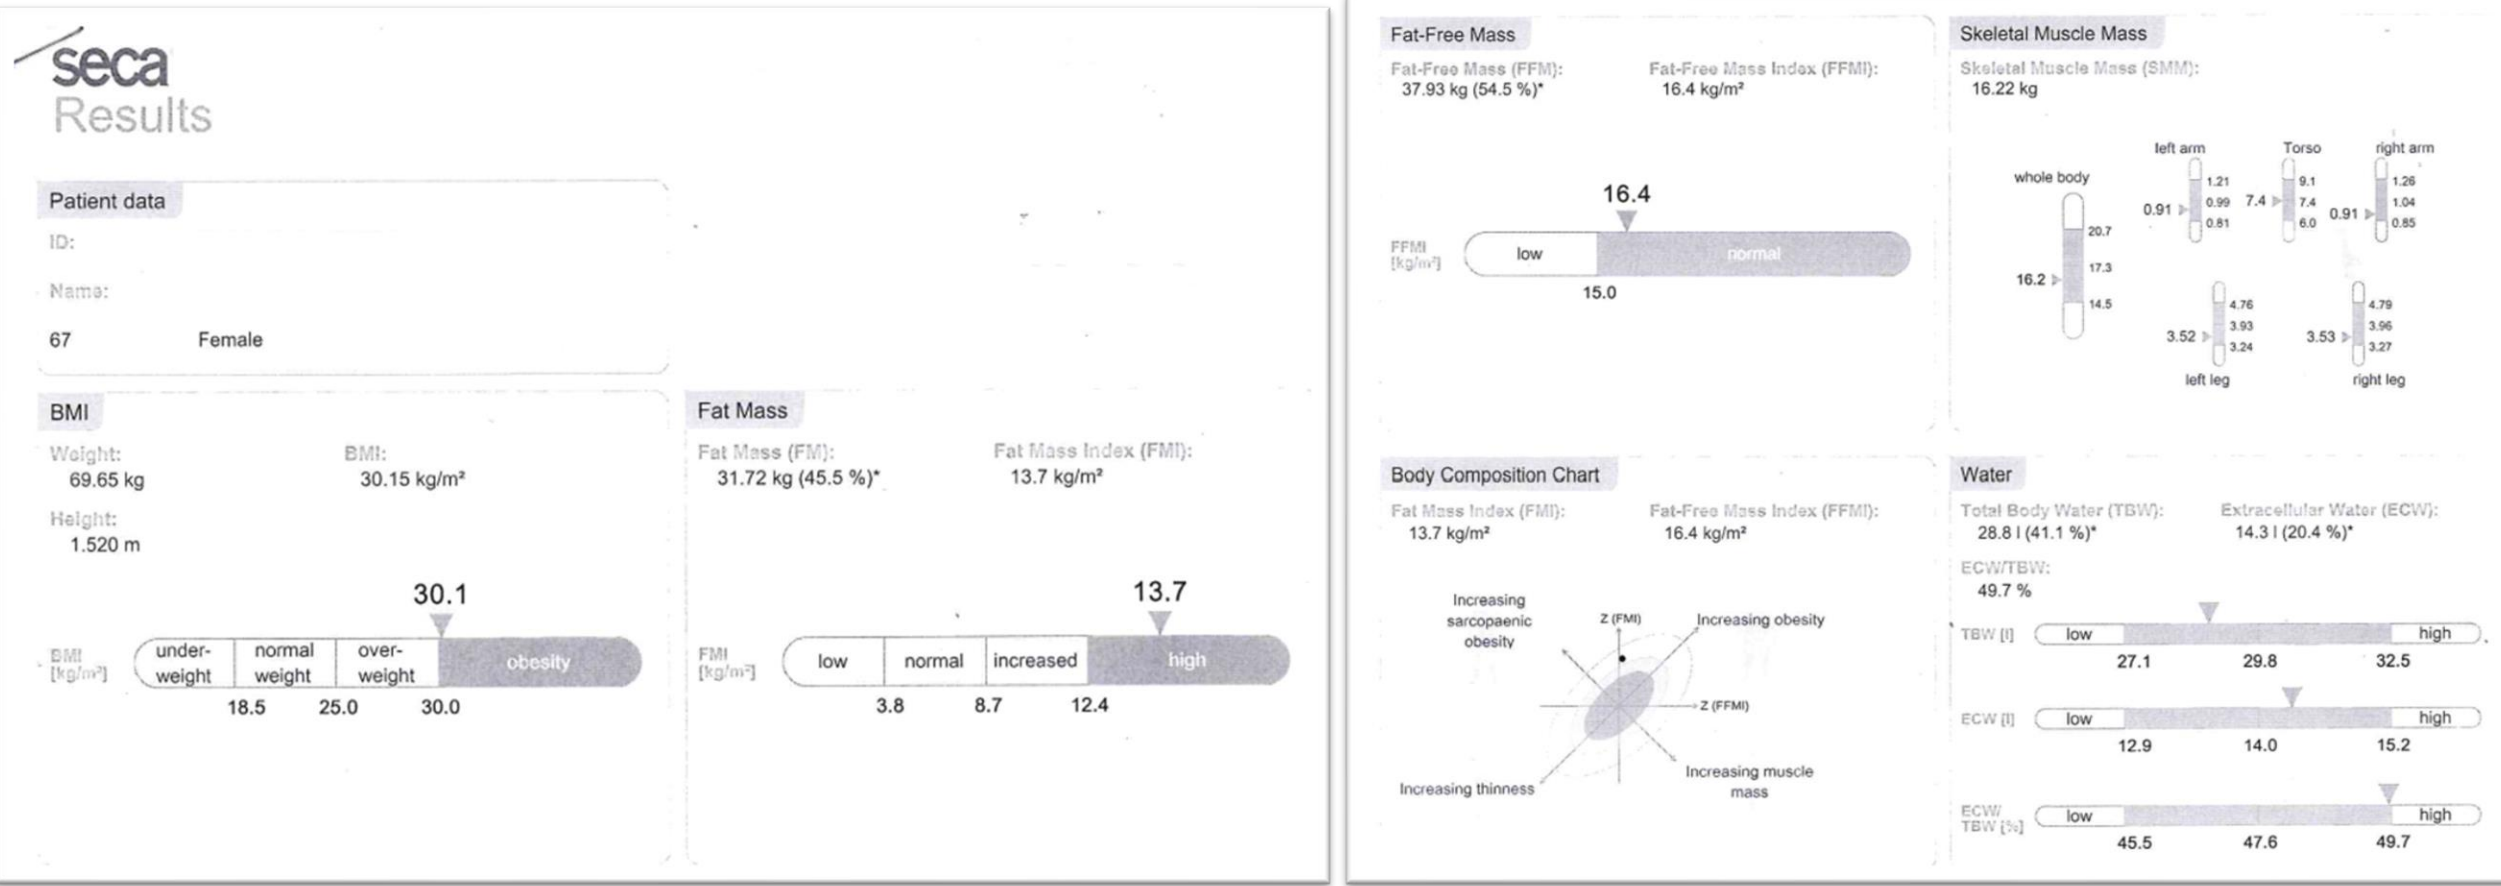 seca
Results
Patient data
ID:
Name:
67 Female
BMI
Weight: BMI:
69.65 kg 30.15 kg/m²
Height:
1.520 m
30.1
BMI
[kg/m²]
under-
weight
normal
weight
over-
weight
obesity
18.5 25.0 30.0
Fat Mass
Fat Mass (FM): Fat Mass Index (FMI):
31.72 kg (45.5 %)* 13.7 kg/m²
13.7
FMI
[kg/m²]
low normal increased high
3.8 8.7 12.4
Fat-Free Mass
Fat-Free Mass (FFM): Fat-Free Mass Index (FFMI):
37.93 kg (54.5 %)* 16.4 kg/m²
16.4
FFMI
[kg/m²]
low normal
15.0
Skeletal Muscle Mass
Skeletal Muscle Mass (SMM):
16.22 kg
whole body
20.7
17.3
16.2
14.5
left arm
1.21
0.99
0.91
0.81
Torso
9.1
7.4 7.4
6.0
right arm
1.26
1.04
0.91
0.85
4.76
3.93
3.52
3.24
left leg
4.79
3.96
3.53
3.27
right leg
Body Composition Chart
Fat Mass Index (FMI): Fat-Free Mass Index (FFMI):
13.7 kg/m² 16.4 kg/m²
Increasing
sarcopaenic
obesity
Z (FMI)
Increasing obesity
Z (FFMI)
Increasing thinness
Increasing muscle
mass
Water
Total Body Water (TBW): Extracellular Water (ECW):
28.8 l (41.1 %)* 14.3 l (20.4 %)*
ECW/TBW:
49.7 %
TBW [l] low high
27.1 29.8 32.5
ECW [l] low high
12.9 14.0 15.2
ECW/
TBW [%]
low high
45.5 47.6 49.7